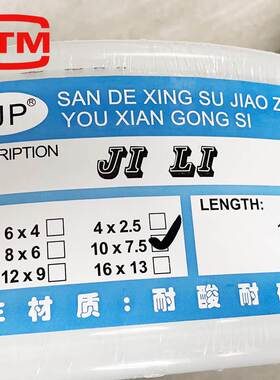 TM
JP®
SAN DE XING SU JIAO Z
YOU XIAN GONG SI
RIPTION
JI LI
LENGTH:
6 x 4
4 x 2.5
8 x 6
10 x 7.5
12 x 9
16 x 13
材质：耐酸耐